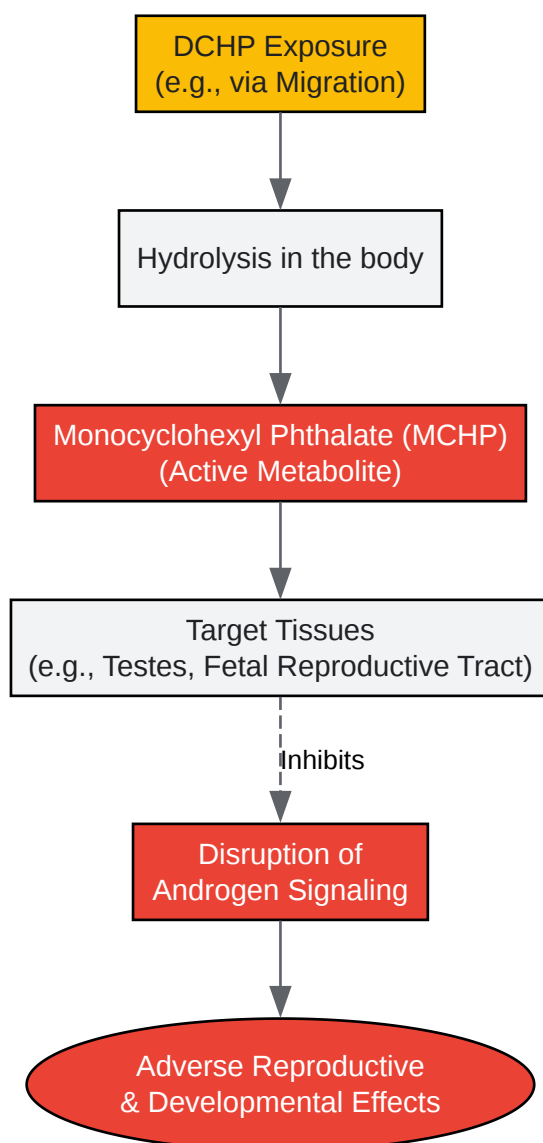 DCHP Exposure
(e.g., via Migration)
Hydrolysis in the body
Monocyclohexyl Phthalate (MCHP)
(Active Metabolite)
Target Tissues
(e.g., Testes, Fetal Reproductive Tract)
Inhibits
Disruption of
Androgen Signaling
Adverse Reproductive
& Developmental Effects